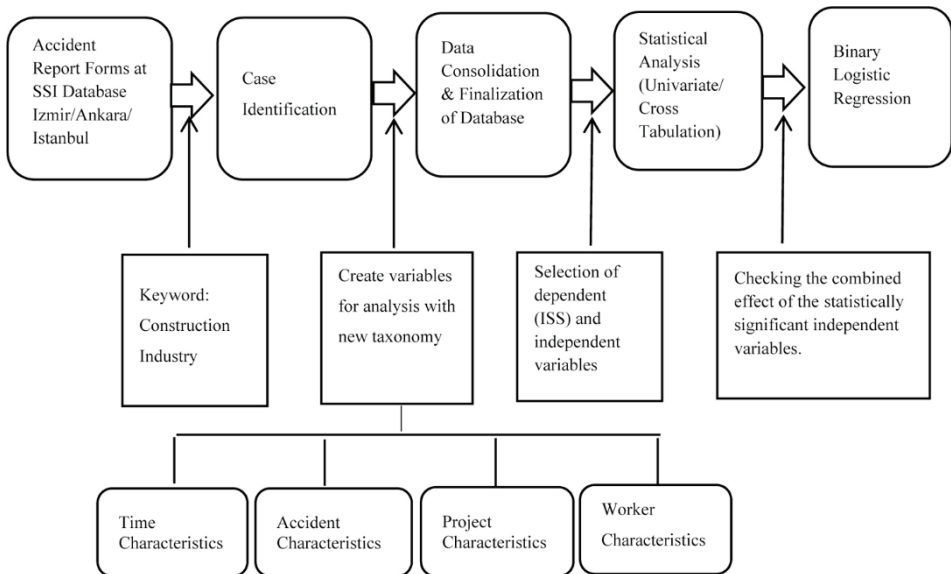 Accident
Report Forms at
SSI Database
Izmir/Ankara/
Istanbul
Case
Identification
Data
Consolidation
& Finalization
of Database
Statistical
Analysis
(Univariate/
Cross
Tabulation)
Binary
Logistic
Regression
Keyword:
Construction
Industry
Create variables
for analysis with
new taxonomy
Selection of
dependent
(ISS) and
independent
variables
Checking the combined
effect of the statistically
significant independent
variables.
Time
Characteristics
Accident
Characteristics
Project
Characteristics
Worker
Characteristics